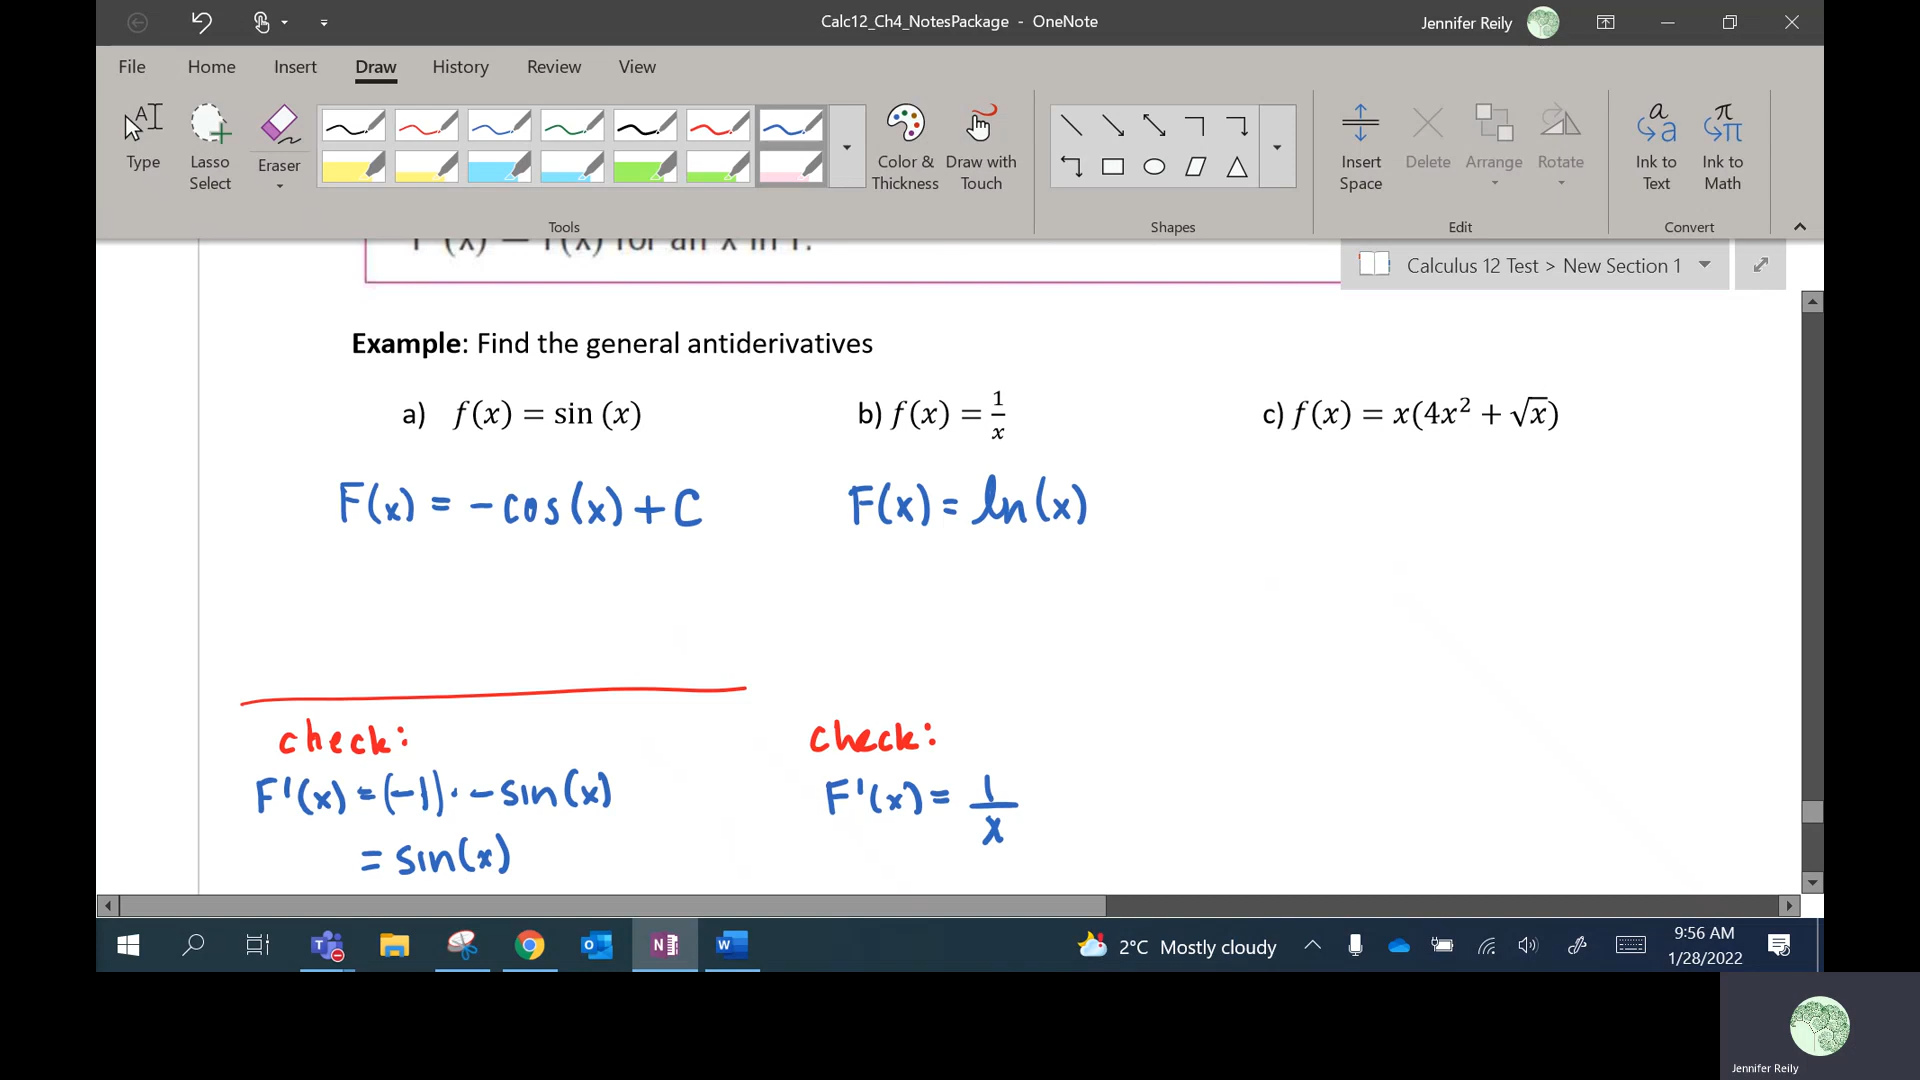 Calc12_Ch4_NotesPackage - OneNote
Jennifer Reily
File Home Insert Draw History Review View
Type
Lasso Select
Eraser
Color & Thickness
Draw with Touch
Insert Space
Delete
Arrange
Rotate
Ink to Text
Ink to Math
Tools
Shapes
Edit
Convert
F'(x) = f(x) for all x in I.
Calculus 12 Test > New Section 1
Example: Find the general antiderivatives
a) f(x) = sin (x) b) f(x) = 1/x c) f(x) = x(4x² + √x)
F(x) = -cos(x) + C F(x) = ln(x)
check: check:
F'(x) = (-1) · -sin(x) F'(x) = 1/x
= sin(x)
2°C Mostly cloudy
9:56 AM
1/28/2022
Jennifer Reily